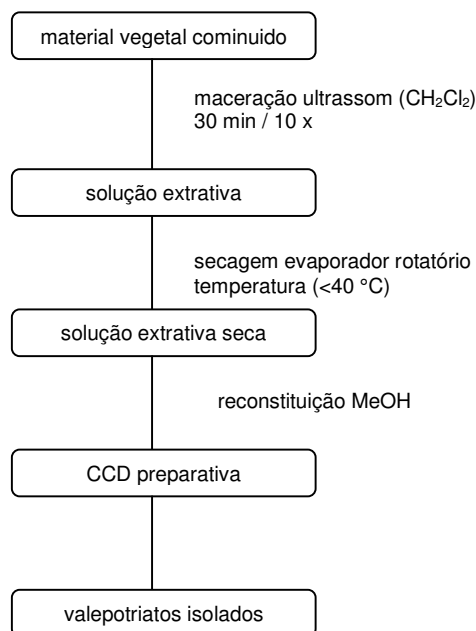 material vegetal cominuido
maceração ultrassom (CH₂Cl₂)
30 min / 10 x
solução extrativa
secagem evaporador rotatório
temperatura (<40 °C)
solução extrativa seca
reconstituição MeOH
CCD preparativa
valepotriatos isolados